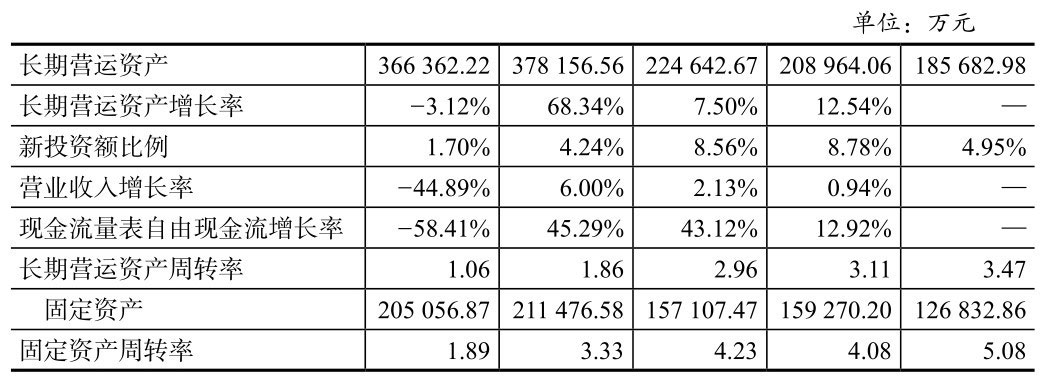 单位：万元
长期营运资产 366 362.22 378 156.56 224 642.67 208 964.06 185 682.98
长期营运资产增长率 −3.12% 68.34% 7.50% 12.54% —
新投资额比例 1.70% 4.24% 8.56% 8.78% 4.95%
营业收入增长率 −44.89% 6.00% 2.13% 0.94% —
现金流量表自由现金流增长率 −58.41% 45.29% 43.12% 12.92% —
长期营运资产周转率 1.06 1.86 2.96 3.11 3.47
固定资产 205 056.87 211 476.58 157 107.47 159 270.20 126 832.86
固定资产周转率 1.89 3.33 4.23 4.08 5.08